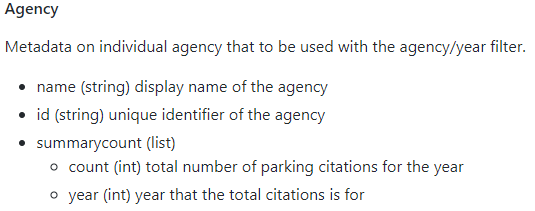 Agency
Metadata on individual agency that to be used with the agency/year filter.
• name (string) display name of the agency
• id (string) unique identifier of the agency
• summarycount (list)
○ count (int) total number of parking citations for the year
○ year (int) year that the total citations is for